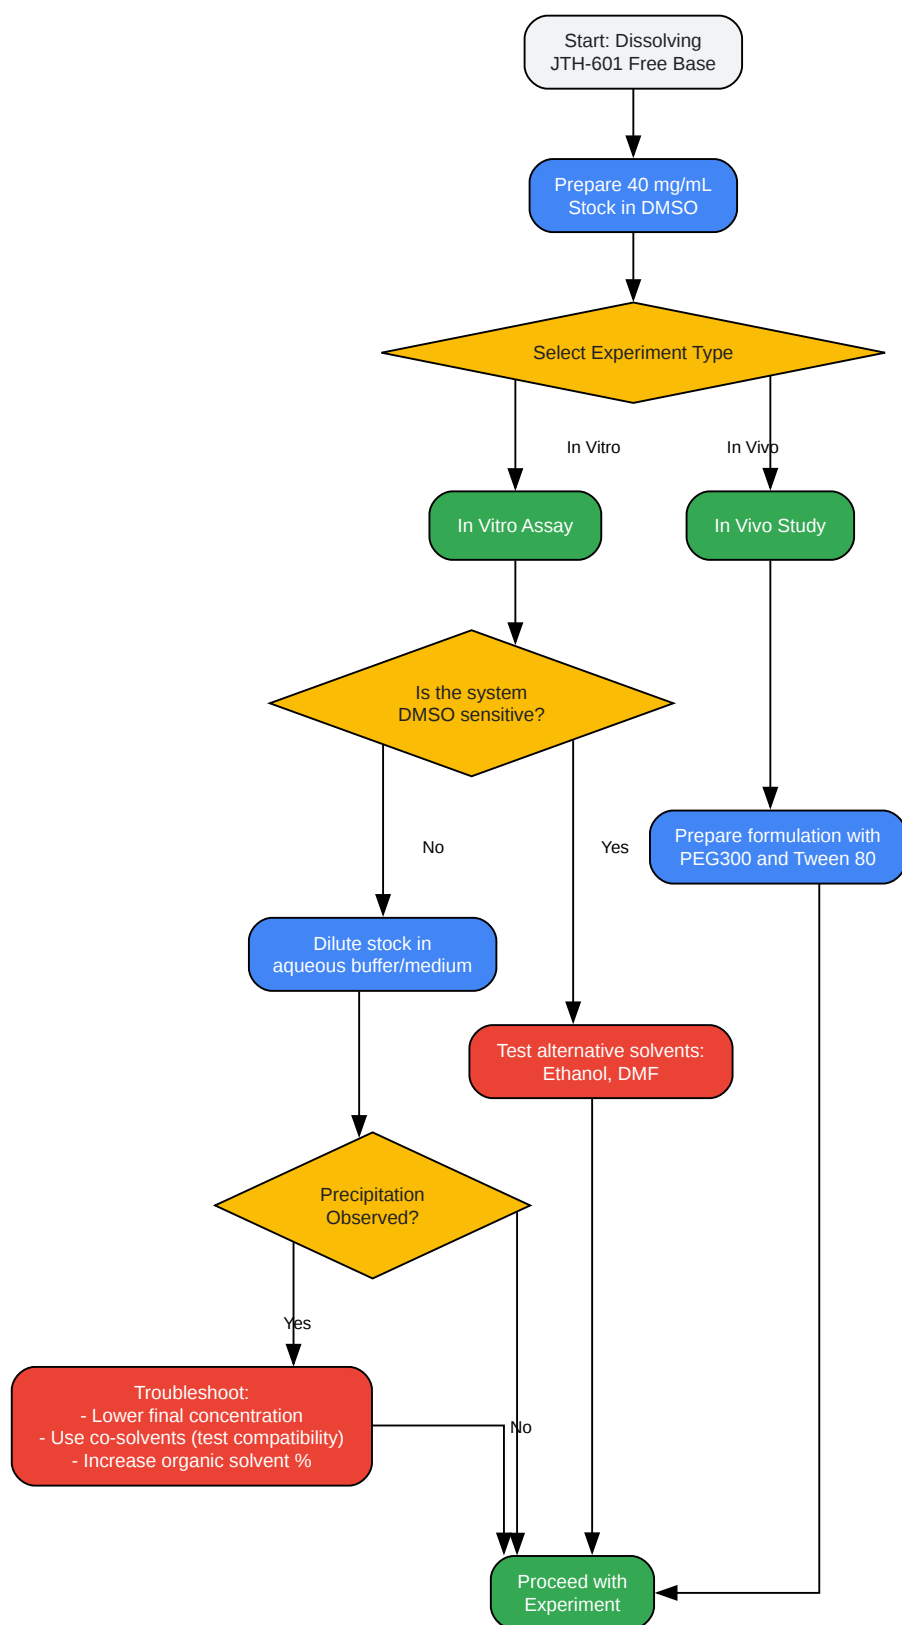 Start: Dissolving
JTH-601 Free Base
Prepare 40 mg/mL
Stock in DMSO
Select Experiment Type
In Vitro
In Vivo
In Vitro Assay
In Vivo Study
Is the system
DMSO sensitive?
No
Yes
Prepare formulation with
PEG300 and Tween 80
Dilute stock in
aqueous buffer/medium
Test alternative solvents:
Ethanol, DMF
Precipitation
Observed?
Yes
No
Troubleshoot:
- Lower final concentration
- Use co-solvents (test compatibility)
- Increase organic solvent %
Proceed with
Experiment